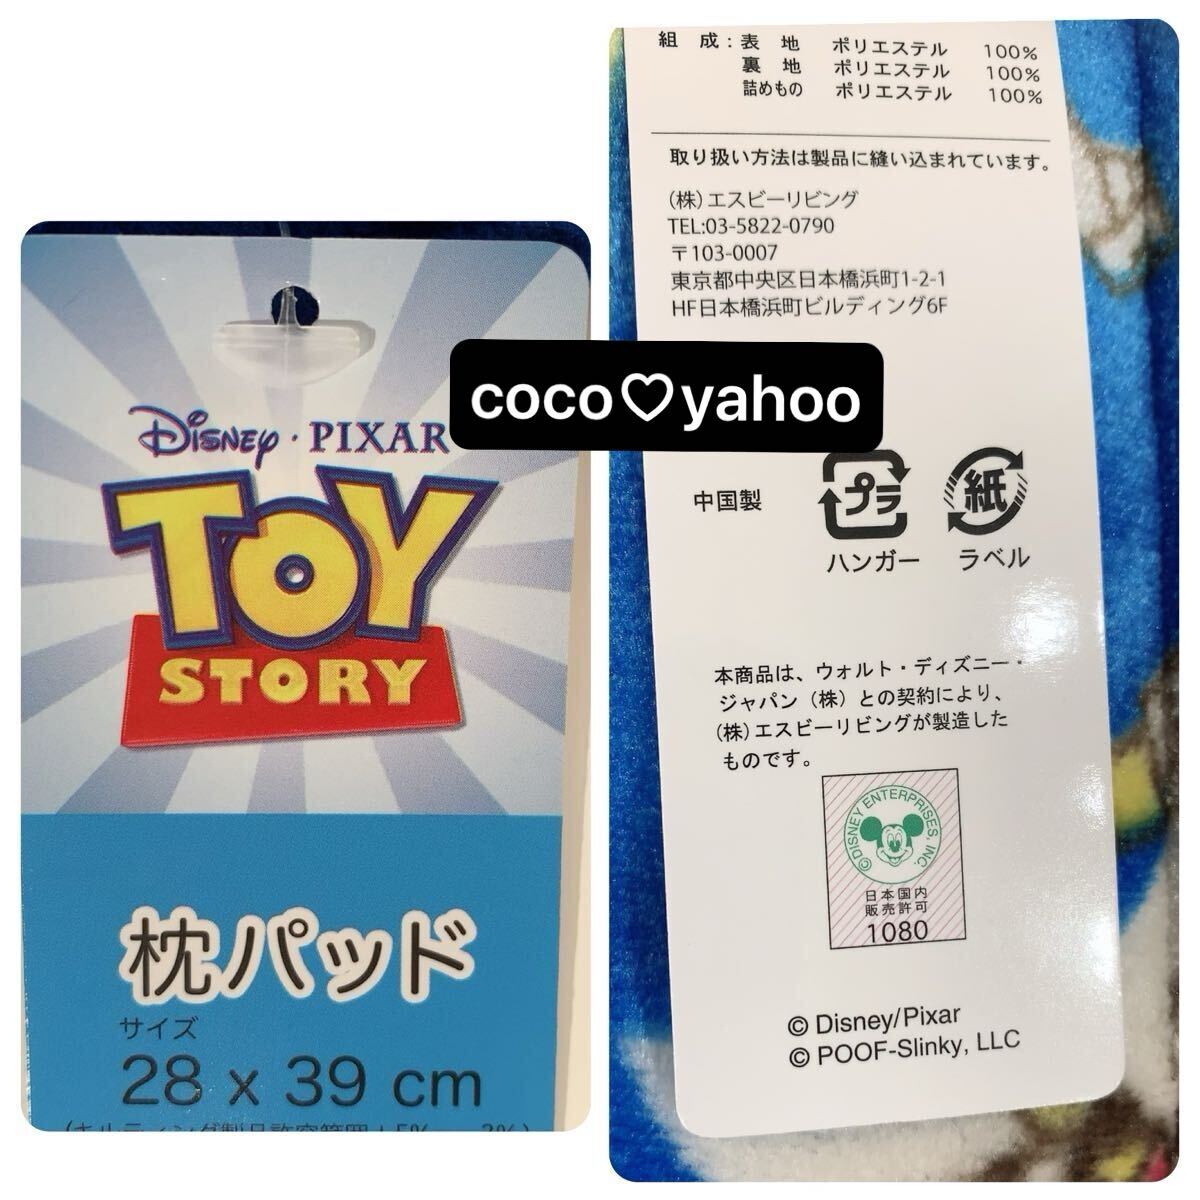 Disney · PIXAR
TOY
STORY
枕パッド
サイズ
28 x 39 cm
coco♡yahoo
組 成：表 地 ポリエステル 100%
裏 地 ポリエステル 100%
詰めもの ポリエステル 100%
取り扱い方法は製品に縫い込まれています。
(株)エスビーリビング
TEL:03-5822-0790
〒103-0007
東京都中央区日本橋浜町1-2-1
HF日本橋浜町ビルディング6F
中国製
プラ
紙
ハンガー
ラベル
本商品は、ウォルト・ディズニー・
ジャパン（株）との契約により、
(株)エスビーリビングが製造した
ものです。
©DISNEY ENTERPRISES, INC.
日本国内
販売許可
1080
© Disney/Pixar
© POOF-Slinky, LLC